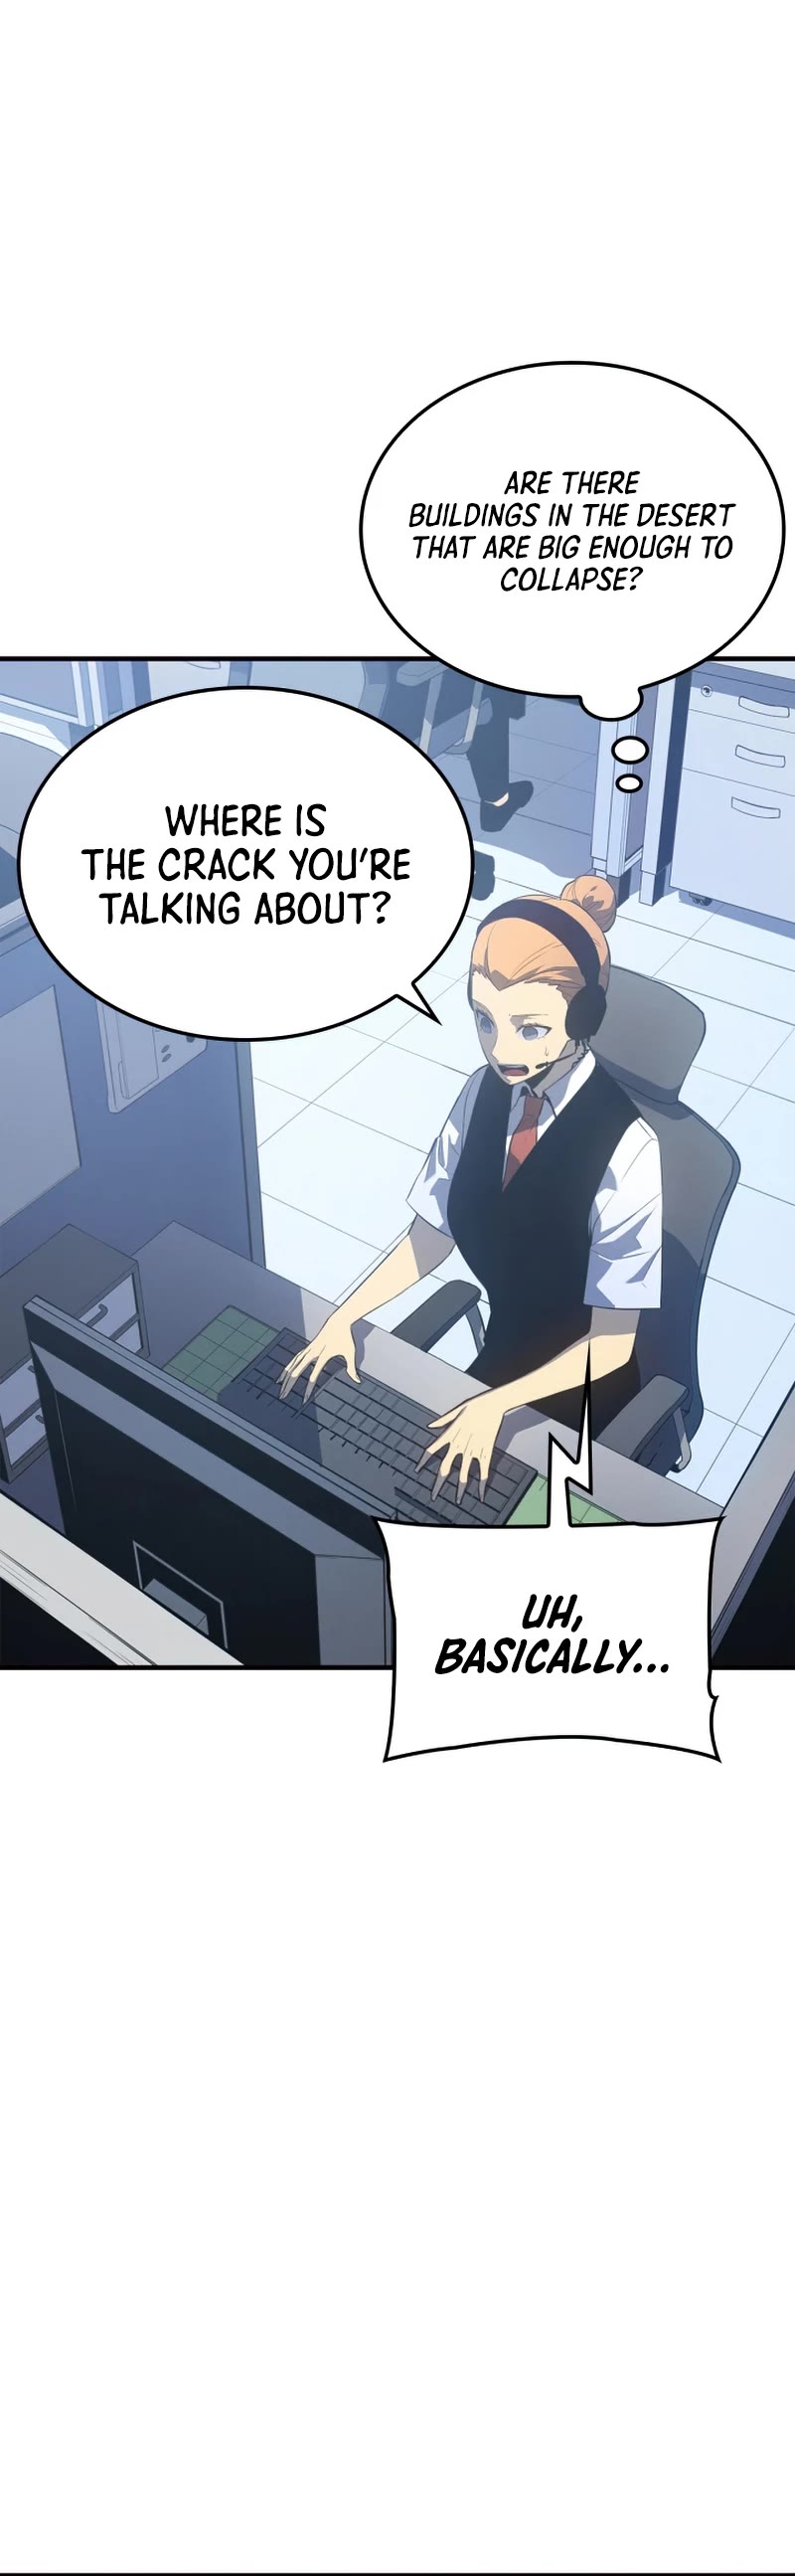 ARE THERE
BUILDINGS IN THE DESERT
THAT ARE BIG ENOUGH TO
COLLAPSE?
WHERE IS
THE CRACK YOU'RE
TALKING ABOUT?
UH,
BASICALLY...